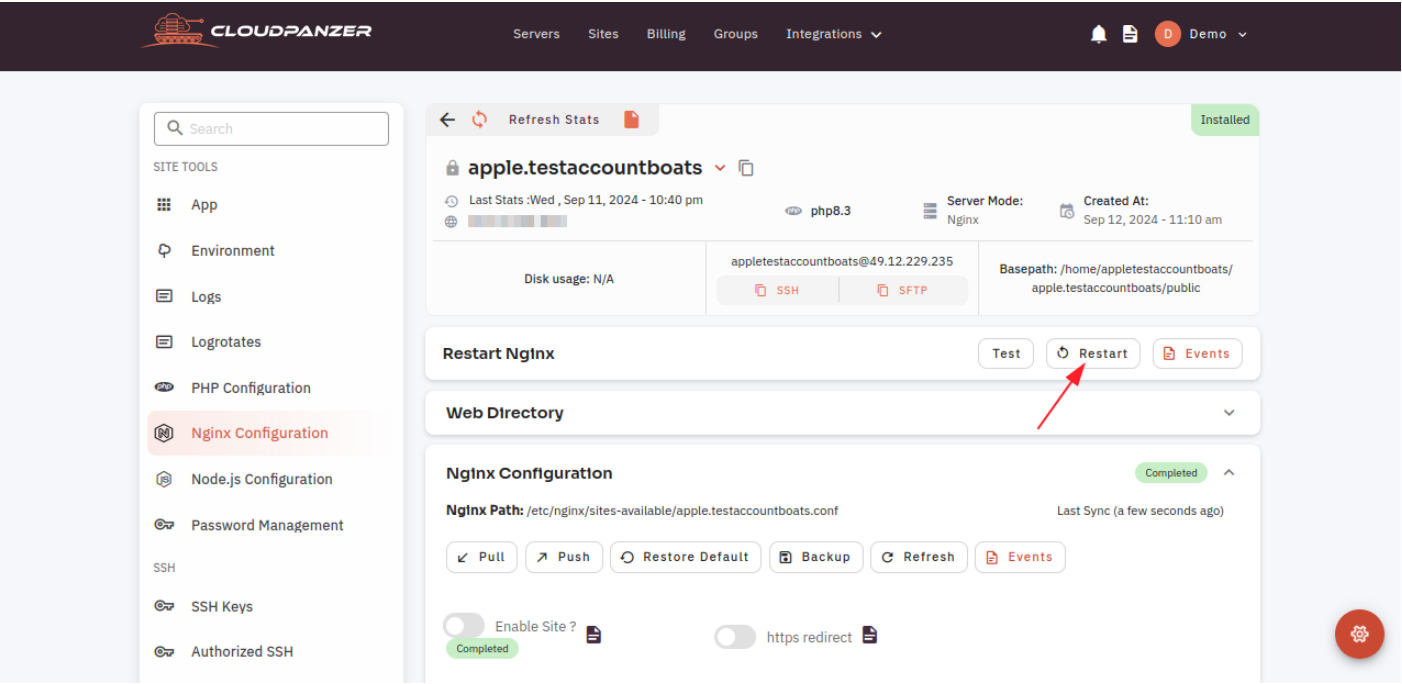 CLOUDPANZER
Servers Sites Billing Groups Integrations
D Demo
Search
SITE TOOLS
App
Environment
Logs
Logrotates
PHP Configuration
Nginx Configuration
Node.js Configuration
Password Management
SSH
SSH Keys
Authorized SSH
Refresh Stats
Installed
apple.testaccountboats
Last Stats :Wed , Sep 11, 2024 - 10:40 pm
php php8.3
Server Mode:
Nginx
Created At:
Sep 12, 2024 - 11:10 am
Disk usage: N/A
appletestaccountboats@49.12.229.235
SSH SFTP
Basepath: /home/appletestaccountboats/
apple.testaccountboats/public
Restart Nginx
Test Restart Events
Web Directory
Nginx Configuration
Completed
Nginx Path: /etc/nginx/sites-available/apple.testaccountboats.conf
Last Sync (a few seconds ago)
Pull Push Restore Default Backup Refresh Events
Enable Site ?
Completed
https redirect